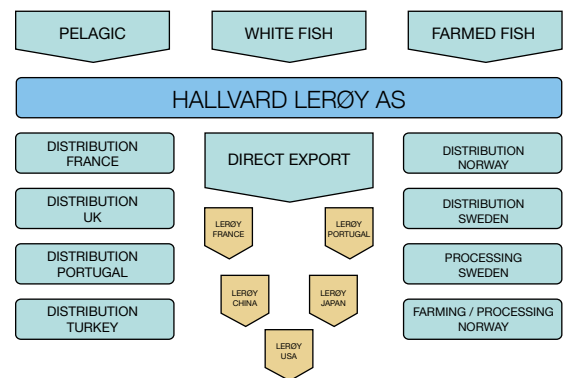 PELAGIC
WHITE FISH
FARMED FISH
HALLVARD LERØY AS
DISTRIBUTION
FRANCE
DISTRIBUTION
UK
DISTRIBUTION
PORTUGAL
DISTRIBUTION
TURKEY
DIRECT EXPORT
LERØY
FRANCE
LERØY
PORTUGAL
LERØY
CHINA
LERØY
JAPAN
LERØY
USA
DISTRIBUTION
NORWAY
DISTRIBUTION
SWEDEN
PROCESSING
SWEDEN
FARMING / PROCESSING
NORWAY